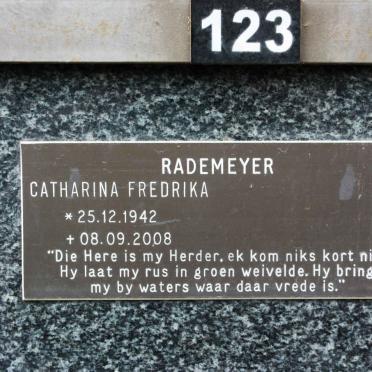 123
RADEMEYER
CATHARINA FREDRIKA
* 25.12.1942
+ 08.09.2008
"Die Here is my Herder, ek kom niks kort ni
Hy laat my rus in groen weivelde. Hy bring
my by waters waar daar vrede is."